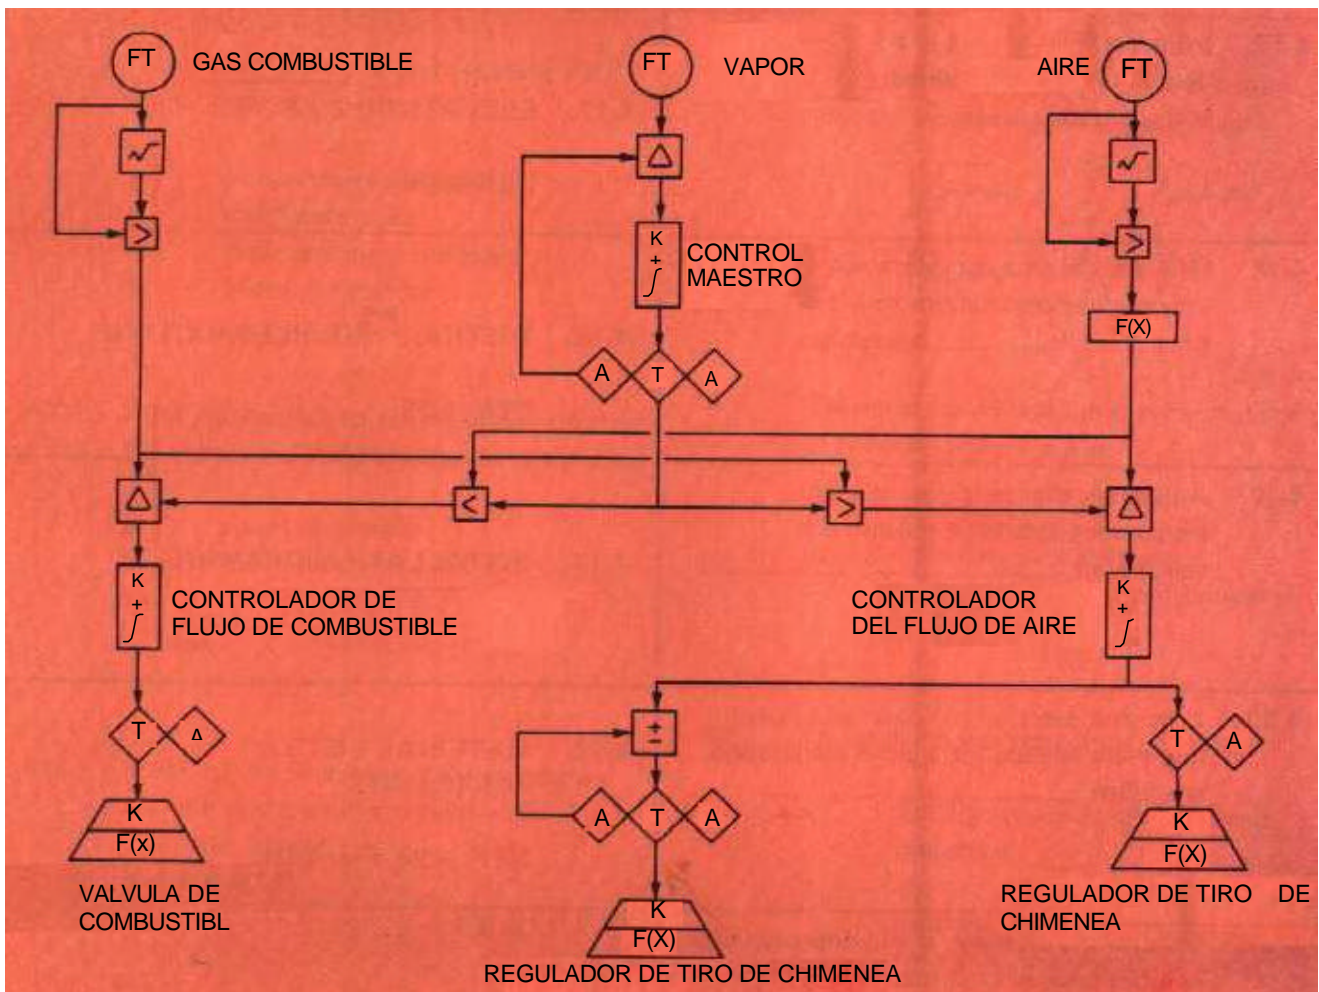 FT GAS COMBUSTIBLE
FT VAPOR
AIRE FT
√
>
Δ
√
>
K
+
∫
CONTROL
MAESTRO
F(X)
A T A
Δ
<
>
Δ
K
+
∫
CONTROLADOR DE
FLUJO DE COMBUSTIBLE
CONTROLADOR
DEL FLUJO DE AIRE
K
+
∫
T Δ
±
T A
A T A
K
F(x)
K
F(X)
VALVULA DE
COMBUSTIBL
K
F(X)
REGULADOR DE TIRO DE
CHIMENEA
REGULADOR DE TIRO DE CHIMENEA